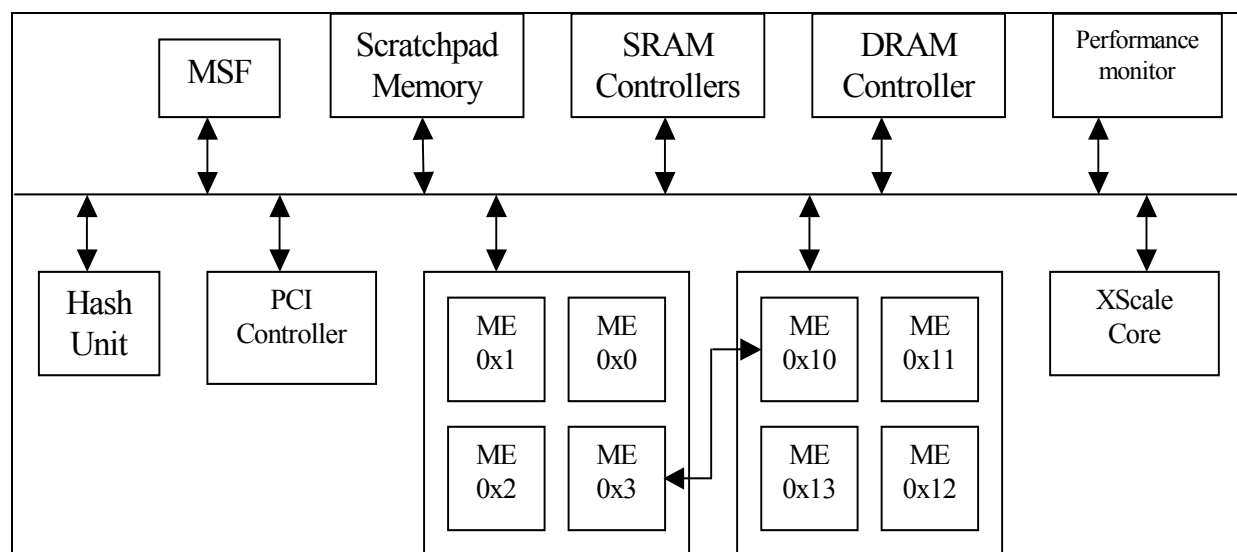 MSF
Scratchpad
Memory
SRAM
Controllers
DRAM
Controller
Performance
monitor
Hash
Unit
PCI
Controller
ME
0x1
ME
0x0
ME
0x2
ME
0x3
ME
0x10
ME
0x11
ME
0x13
ME
0x12
XScale
Core